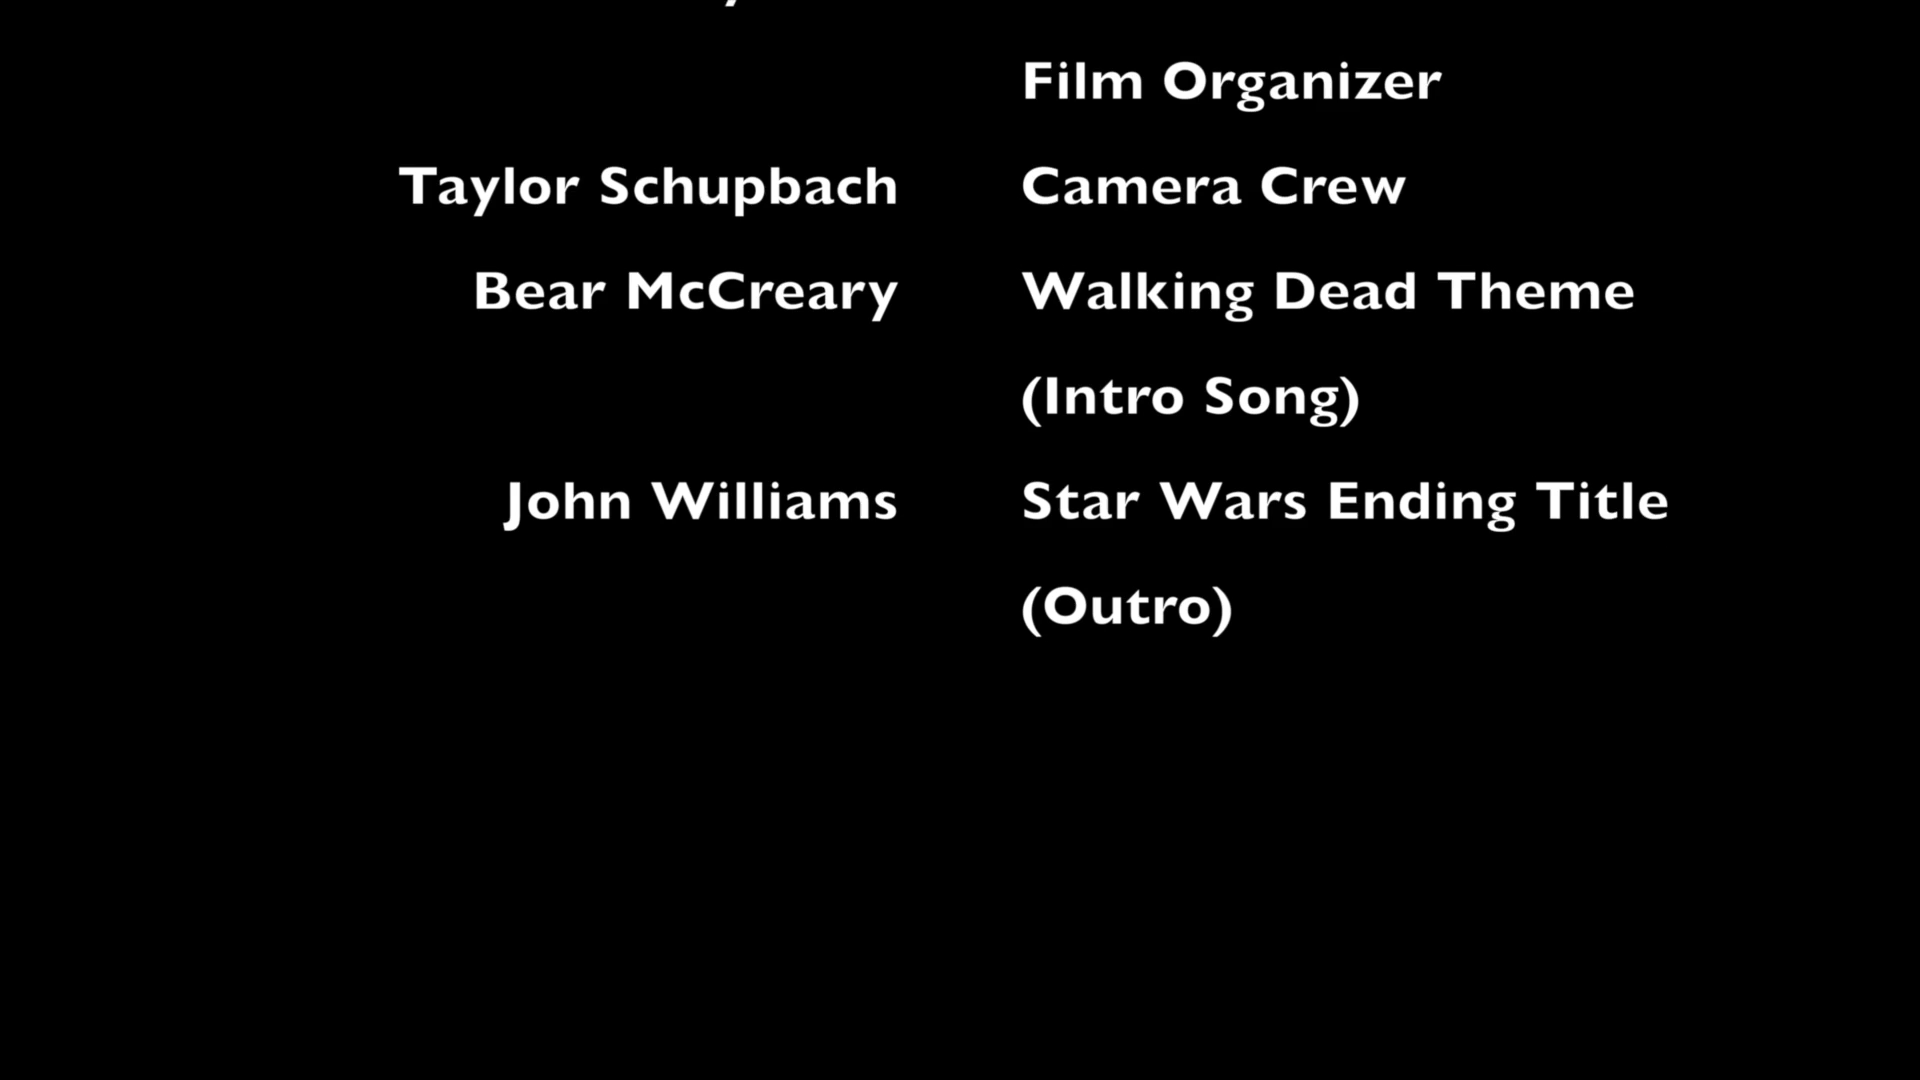 Film Organizer
Taylor Schupbach Camera Crew
Bear McCreary Walking Dead Theme
(Intro Song)
John Williams Star Wars Ending Title
(Outro)